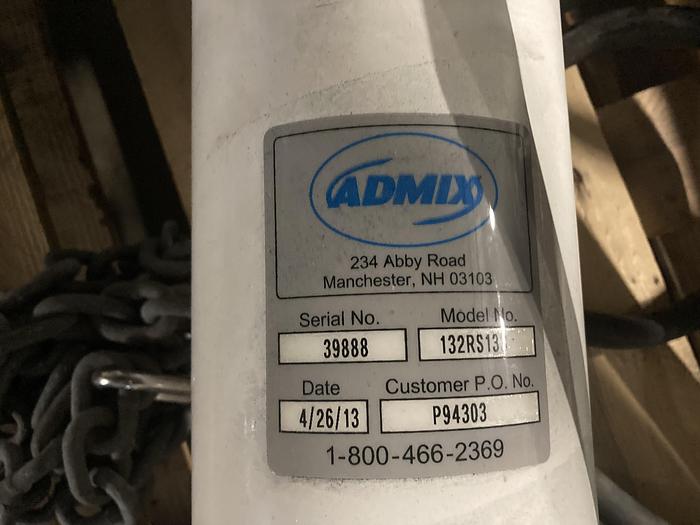 ADMIX
234 Abby Road
Manchester, NH 03103
Serial No. Model No.
39888
Date Customer P.O. No.
4/26/13 P94303
1-800-466-2369